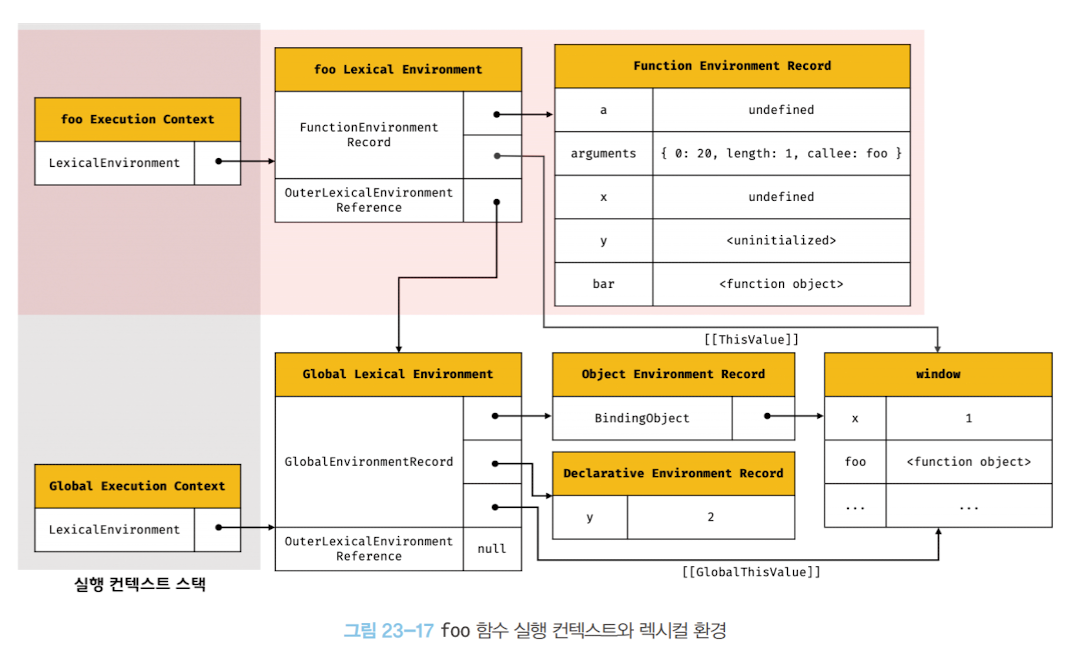 foo Lexical Environment
Function Environment Record
foo Execution Context
LexicalEnvironment
FunctionEnvironment
Record
OuterLexicalEnvironment
Reference
a
undefined
arguments
{ 0: 20, length: 1, callee: foo }
x
undefined
y
<uninitialized>
bar
<function object>
[[ThisValue]]
Global Lexical Environment
Object Environment Record
window
BindingObject
x
1
GlobalEnvironmentRecord
foo
<function object>
Declarative Environment Record
Global Execution Context
...
...
y
2
LexicalEnvironment
OuterLexicalEnvironment
Reference
null
[[GlobalThisValue]]
실행 컨텍스트 스택
그림 23-17 foo 함수 실행 컨텍스트와 렉시컬 환경